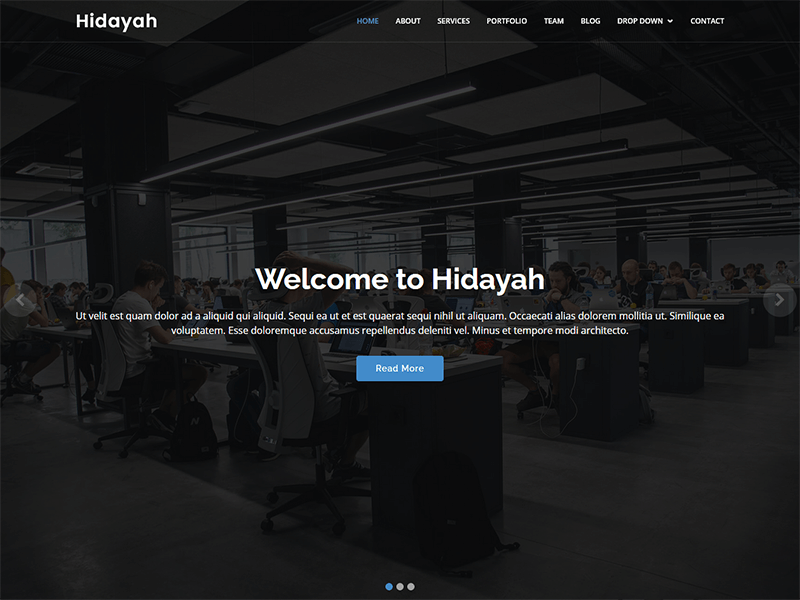 Hidayah
HOME ABOUT SERVICES PORTFOLIO TEAM BLOG DROP DOWN CONTACT
Welcome to Hidayah
Ut velit est quam dolor ad a aliquid qui aliquid. Sequi ea ut et est quaerat sequi nihil ut aliquam. Occaecati alias dolorem mollitia ut. Similique ea
voluptatem. Esse doloremque accusamus repellendus deleniti vel. Minus et tempore modi architecto.
Read More